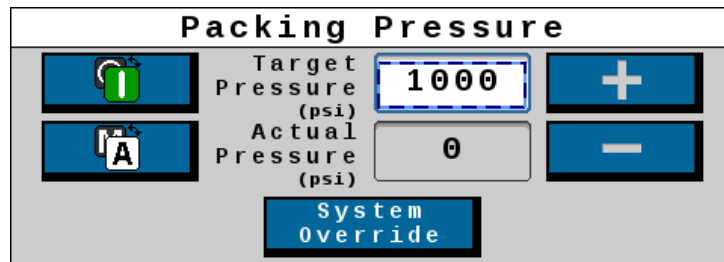 Packing Pressure
Target
Pressure
(psi)
1000
+
Actual
Pressure
(psi)
0
−
I
M
A
System
Override